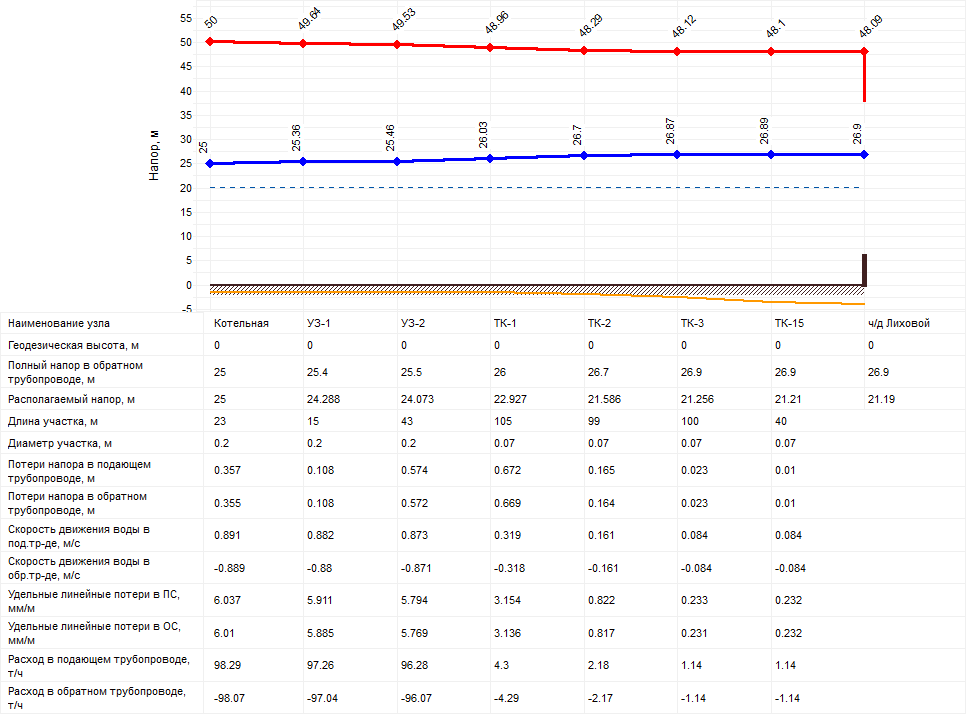 50 49.64 49.53 48.96 48.29 48.12 48.1 48.09
55
50
45
40
35
30
25
20
15
10
5
0
-5
Напор, м
25 25.36 25.46 26.03 26.7 26.87 26.89 26.9
Наименование узла Котельная УЗ-1 УЗ-2 ТК-1 ТК-2 ТК-3 ТК-15 ч/д Лиховой
Геодезическая высота, м 0 0 0 0 0 0 0 0
Полный напор в обратном
трубопроводе, м 25 25.4 25.5 26 26.7 26.9 26.9 26.9
Располагаемый напор, м 25 24.288 24.073 22.927 21.586 21.256 21.21 21.19
Длина участка, м 23 15 43 105 99 100 40
Диаметр участка, м 0.2 0.2 0.2 0.07 0.07 0.07 0.07
Потери напора в подающем
трубопроводе, м 0.357 0.108 0.574 0.672 0.165 0.023 0.01
Потери напора в обратном
трубопроводе, м 0.355 0.108 0.572 0.669 0.164 0.023 0.01
Скорость движения воды в
под.тр-де, м/с 0.891 0.882 0.873 0.319 0.161 0.084 0.084
Скорость движения воды в
обр.тр-де, м/с -0.889 -0.88 -0.871 -0.318 -0.161 -0.084 -0.084
Удельные линейные потери в ПС,
мм/м 6.037 5.911 5.794 3.154 0.822 0.233 0.232
Удельные линейные потери в ОС,
мм/м 6.01 5.885 5.769 3.136 0.817 0.231 0.232
Расход в подающем трубопроводе,
т/ч 98.29 97.26 96.28 4.3 2.18 1.14 1.14
Расход в обратном трубопроводе,
т/ч -98.07 -97.04 -96.07 -4.29 -2.17 -1.14 -1.14